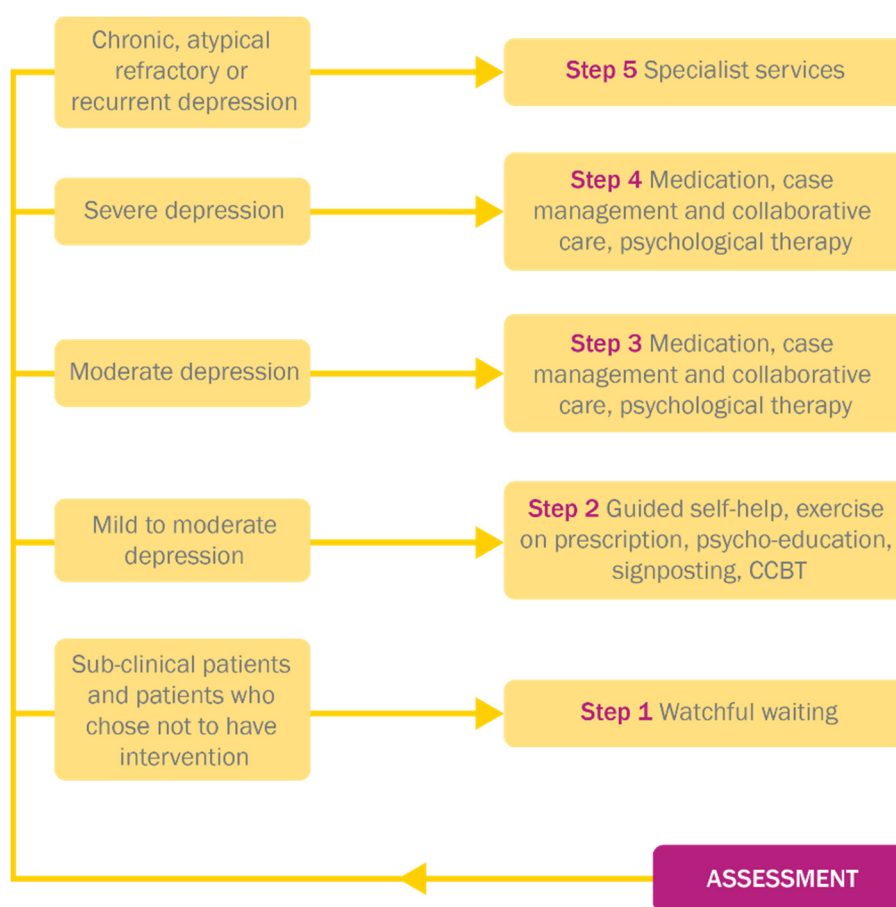 Chronic, atypical
refractory or
recurrent depression
Step 5 Specialist services
Severe depression
Step 4 Medication, case
management and collaborative
care, psychological therapy
Moderate depression
Step 3 Medication, case
management and collaborative
care, psychological therapy
Mild to moderate
depression
Step 2 Guided self-help, exercise
on prescription, psycho-education,
signposting, CCBT
Sub-clinical patients
and patients who
chose not to have
intervention
Step 1 Watchful waiting
ASSESSMENT